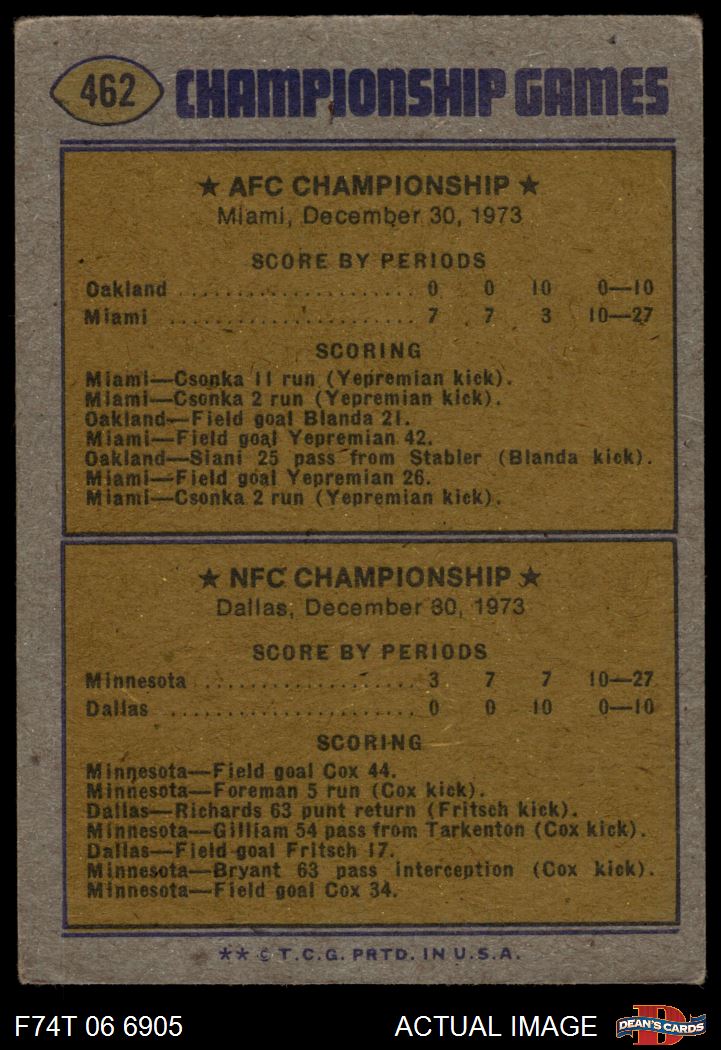 462 CHAMPIONSHIP GAMES
★ AFC CHAMPIONSHIP ★
Miami, December 30, 1973
SCORE BY PERIODS
Oakland ........................ 0 0 10 0—10
Miami ........................ 7 7 3 10—27
SCORING
Miami—Csonka 11 run (Yepremian kick).
Miami—Csonka 2 run (Yepremian kick).
Oakland—Field goal Blanda 21.
Miami—Field goal Yepremian 42.
Oakland—Siani 25 pass from Stabler (Blanda kick).
Miami—Field goal Yepremian 26.
Miami—Csonka 2 run (Yepremian kick).
★ NFC CHAMPIONSHIP ★
Dallas, December 30, 1973
SCORE BY PERIODS
Minnesota ...................... 3 7 7 10—27
Dallas ........................ 0 0 10 0—10
SCORING
Minnesota—Field goal Cox 44.
Minnesota—Foreman 5 run (Cox kick).
Dallas—Richards 63 punt return (Fritsch kick).
Minnesota—Gilliam 54 pass from Tarkenton (Cox kick).
Dallas—Field goal Fritsch 17.
Minnesota—Bryant 63 pass interception (Cox kick).
Minnesota—Field goal Cox 34.
** © T.C.G. PRTD. IN U.S.A.
F74T 06 6905 ACTUAL IMAGE D DEAN'S CARDS